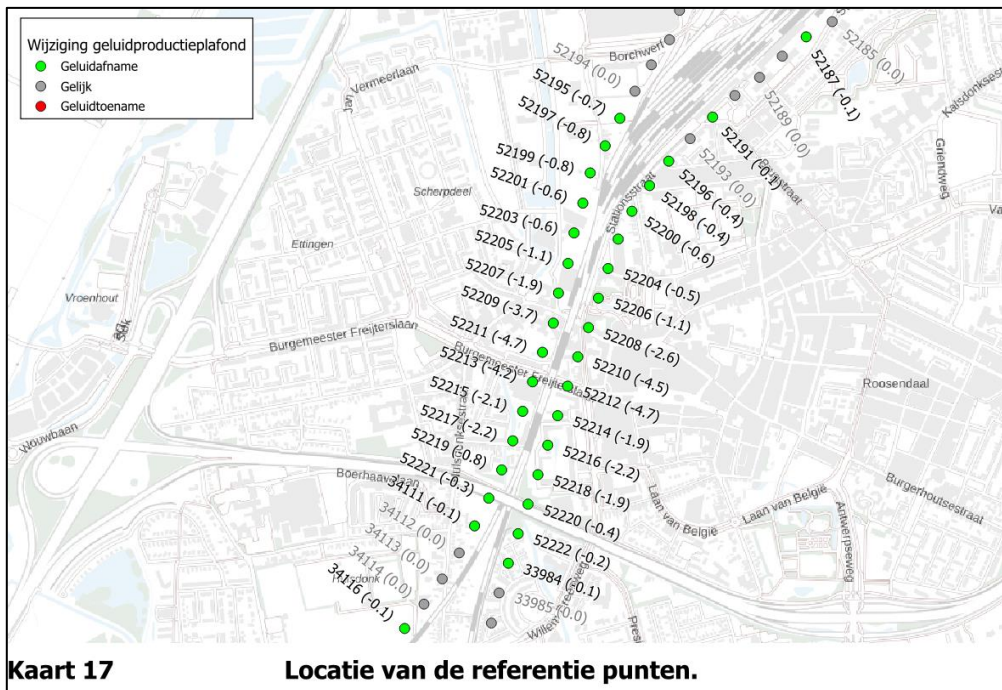 Wijziging geluidproductieplafond
Geluidafname
Gelijk
Geluidtoename
Jan Vermeerlaan
Borchwerf
52194 (0.0)
52195 (-0.7)
52197 (-0.8)
52199 (-0.8)
52201 (-0.6)
52203 (-0.6)
52205 (-1.1)
52207 (-1.9)
52209 (-3.7)
52211 (-4.7)
52213 (-4.2)
52215 (-2.1)
52217 (-2.2)
52219 (-0.8)
52221 (-0.3)
34111 (-0.1)
34112 (0.0)
34113 (0.0)
34114 (0.0)
34116 (-0.1)
52185 (0.0)
52187 (-0.1)
52189 (0.0)
52191 (-0.1)
52193 (0.0)
52196 (-0.4)
52198 (-0.4)
52200 (-0.6)
52204 (-0.5)
52206 (-1.1)
52208 (-2.6)
52210 (-4.5)
52212 (-4.7)
52214 (-1.9)
52216 (-2.2)
52218 (-1.9)
52220 (-0.4)
52222 (-0.2)
33984 (-0.1)
33985 (0.0)
Scherpdeel
Ettingen
Vroenhout
Stationsstraat
Griendweg
Burgemeester Freijterslaan
Burgemeester Freijterslaan
Roosendaal
Wouwbaan
Boerhaavelaan
Laan van België
Laan van België
Antwerpseweg
Burgerhoutsestraat
Kaart 17
Locatie van de referentie punten.